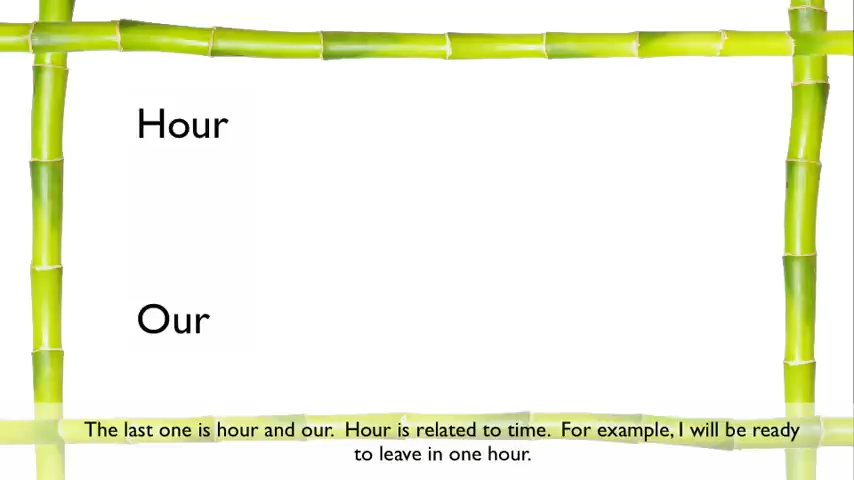 Hour
Our
The last one is hour and our.  Hour is related to time.  For example, I will be ready
to leave in one hour.